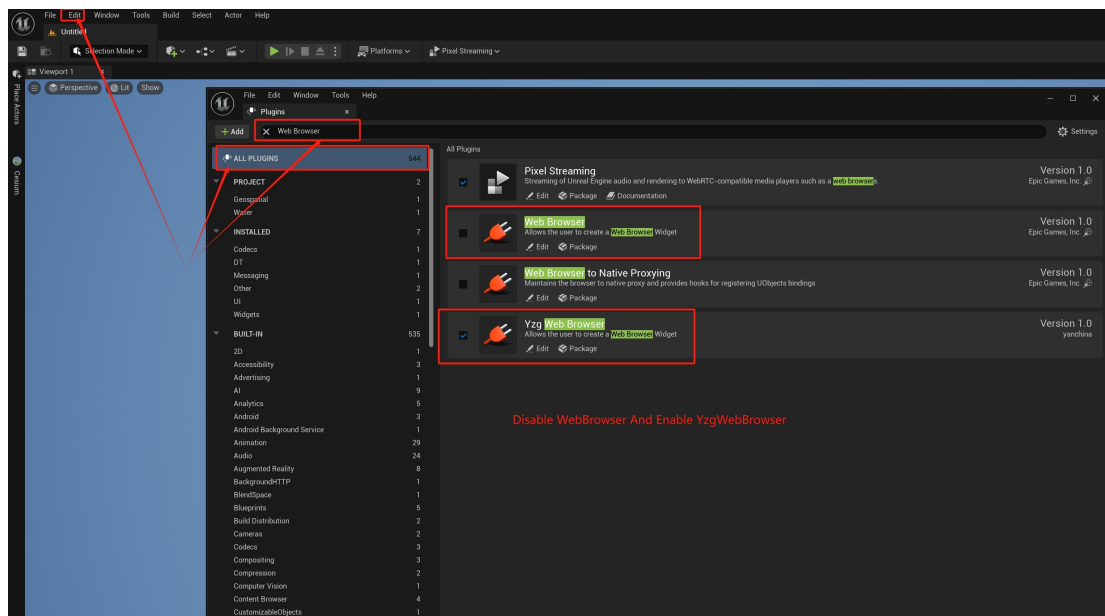 File Edit Window Tools Build Select Actor Help
Untitled
Selection Mode
Platforms
Pixel Streaming
Viewport 1
Perspective Lit Show
Place Actors
Cesium
File Edit Window Tools Help
Plugins
+ Add
Web Browser
Settings
ALL PLUGINS 544
PROJECT 2
Geospatial 1
Water 1
INSTALLED 7
Codecs 1
DT 1
Messaging 1
Other 2
UI 1
Widgets 1
BUILT-IN 535
2D 1
Accessibility 3
Advertising 1
AI 9
Analytics 5
Android 3
Android Background Service 1
Animation 29
Audio 24
Augmented Reality 8
BackgroundHTTP 1
BlendSpace 1
Blueprints 5
Build Distribution 2
Cameras 2
Codecs 3
Compositing 3
Compression 2
Computer Vision 1
Content Browser 4
CustomizableObjects 1
All Plugins
Pixel Streaming Version 1.0
Streaming of Unreal Engine audio and rendering to WebRTC-compatible media players such as a web browsers. Epic Games, Inc.
Edit Package Documentation
Web Browser Version 1.0
Allows the user to create a Web Browser Widget Epic Games, Inc.
Edit Package
Web Browser to Native Proxying Version 1.0
Maintains the browser to native proxy and provides hooks for registering UObjects bindings Epic Games, Inc.
Edit Package
Yzg Web Browser Version 1.0
Allows the user to create a Web Browser Widget yanchina
Edit Package
Disable WebBrowser And Enable YzgWebBrowser